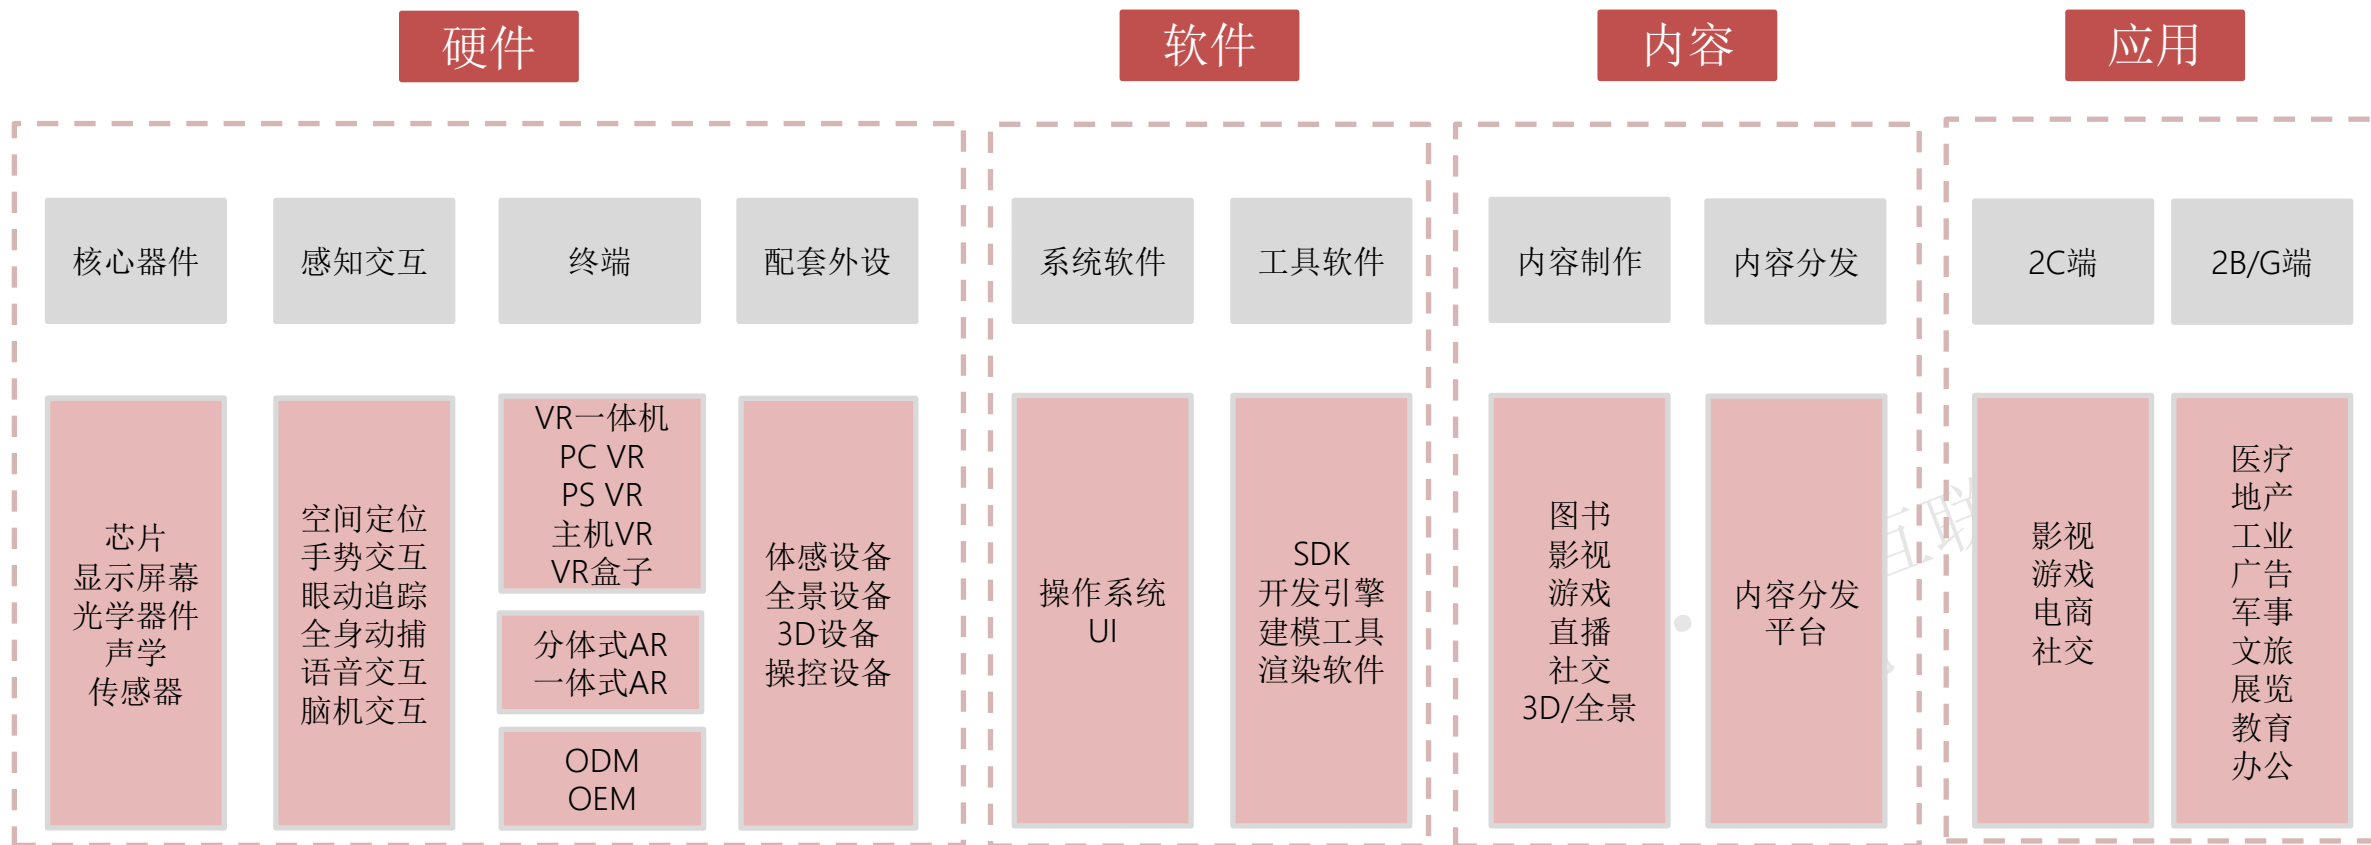 硬件
软件
内容
应用
核心器件
感知交互
终端
配套外设
系统软件
工具软件
内容制作
内容分发
2C端
2B/G端
芯片
显示屏幕
光学器件
声学
传感器
空间定位
手势交互
眼动追踪
全身动捕
语音交互
脑机交互
VR一体机
PC VR
PS VR
主机VR
VR盒子
分体式AR
一体式AR
ODM
OEM
体感设备
全景设备
3D设备
操控设备
操作系统
UI
SDK
开发引擎
建模工具
渲染软件
图书
影视
游戏
直播
社交
3D/全景
内容分发
平台
影视
游戏
电商
社交
医疗
地产
工业
广告
军事
文旅
展览
教育
办公
互联